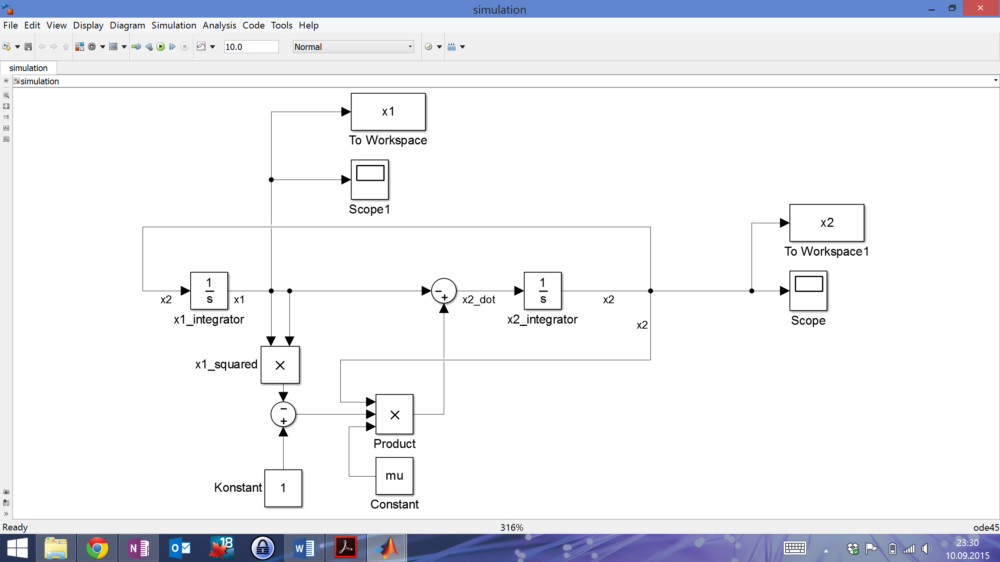 simulation
File Edit View Display Diagram Simulation Analysis Code Tools Help
10.0 Normal
simulation
simulation
x1
To Workspace
Scope1
x2
To Workspace1
1
s
x2
x1
x1_integrator
−
+
x2_dot
1
s
x2
x2_integrator
x2
Scope
x1_squared
×
−
+
×
Product
Konstant
1
mu
Constant
Ready 316% ode45
N
O
18
W
23:30
10.09.2015